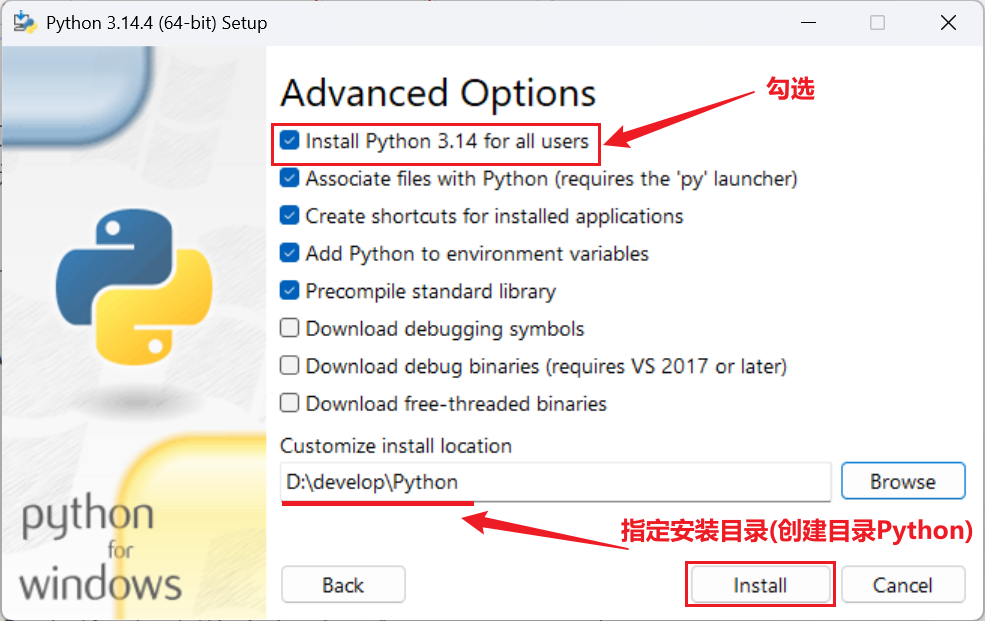 Python 3.14.4 (64-bit) Setup
Advanced Options
勾选
Install Python 3.14 for all users
Associate files with Python (requires the 'py' launcher)
Create shortcuts for installed applications
Add Python to environment variables
Precompile standard library
Download debugging symbols
Download debug binaries (requires VS 2017 or later)
Download free-threaded binaries
Customize install location
D:\develop\Python
Browse
指定安装目录(创建目录Python)
python
for
windows
Back
Install
Cancel